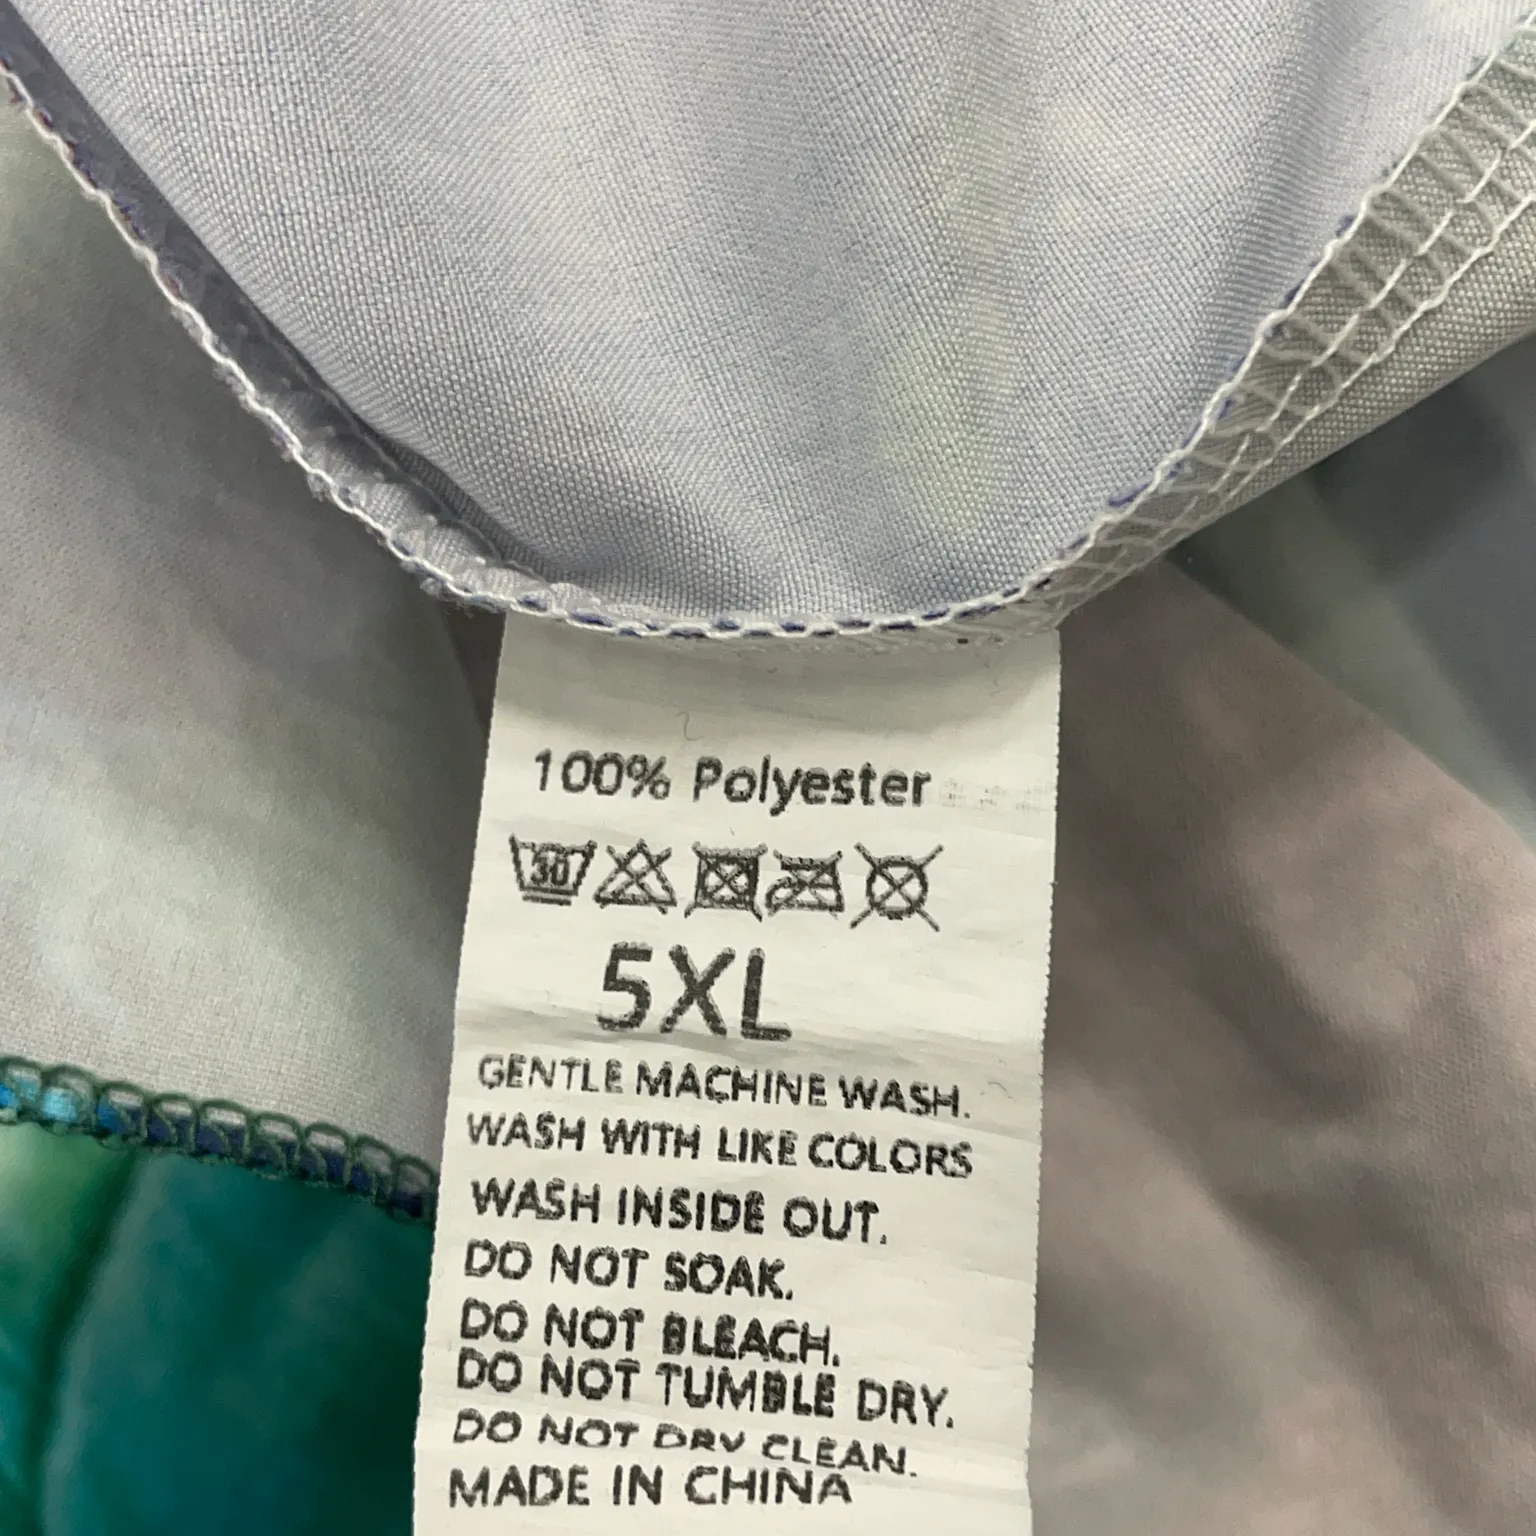 100% Polyester
30
5XL
GENTLE MACHINE WASH.
WASH WITH LIKE COLORS
WASH INSIDE OUT.
DO NOT SOAK.
DO NOT BLEACH.
DO NOT TUMBLE DRY.
DO NOT DRY CLEAN.
MADE IN CHINA